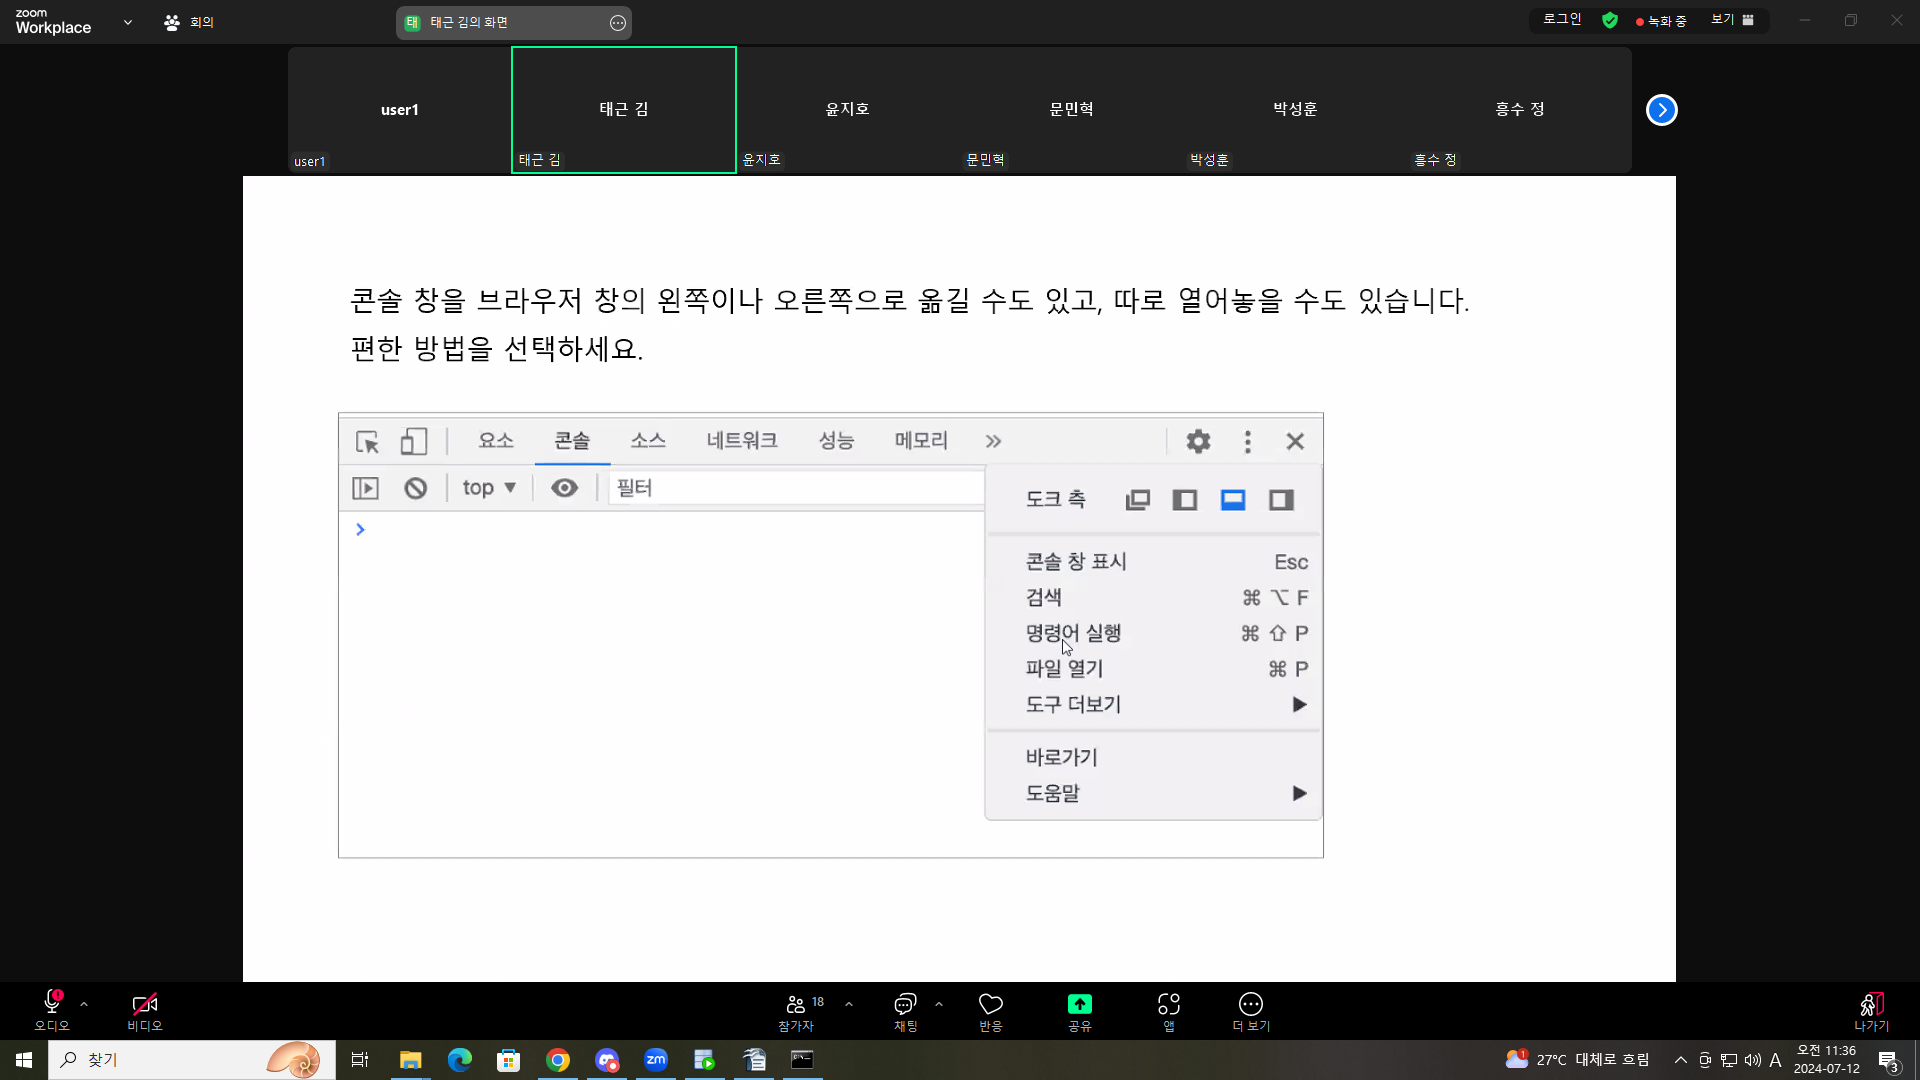 zoom
Workplace
회의
태 태근 김의 화면
로그인
녹화 중
보기
user1
태근 김
윤지호
문민혁
박성훈
흥수 정
user1
태근 김
윤지호
문민혁
박성훈
흥수 정
콘솔 창을 브라우저 창의 왼쪽이나 오른쪽으로 옮길 수도 있고, 따로 열어놓을 수도 있습니다.
편한 방법을 선택하세요.
요소 콘솔 소스 네트워크 성능 메모리 »
top ▼ 필터
도크 측
콘솔 창 표시 Esc
검색 ⌘ ⌥ F
명령어 실행 ⌘ ⇧ P
파일 열기 ⌘ P
도구 더보기 ▶
바로가기
도움말 ▶
오디오
비디오
참가자 18
채팅
반응
공유
앱
더 보기
나가기
찾기
zm
1
27°C 대체로 흐림
A
오전 11:36
2024-07-12
3